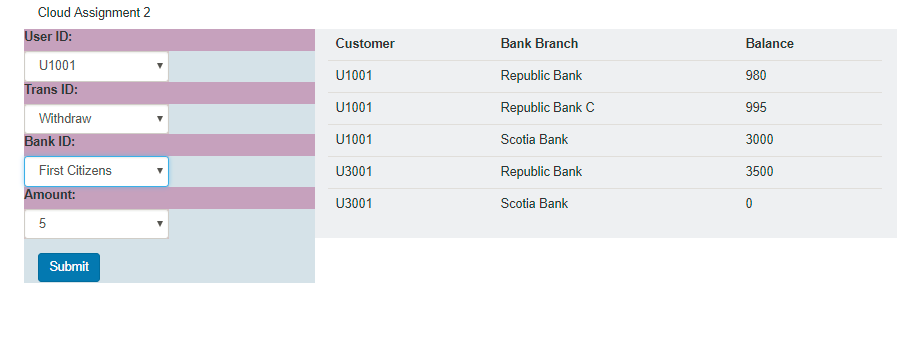 Cloud Assignment 2
User ID:
U1001
Trans ID:
Withdraw
Bank ID:
First Citizens
Amount:
5
Submit
Customer Bank Branch Balance
U1001 Republic Bank 980
U1001 Republic Bank C 995
U1001 Scotia Bank 3000
U3001 Republic Bank 3500
U3001 Scotia Bank 0